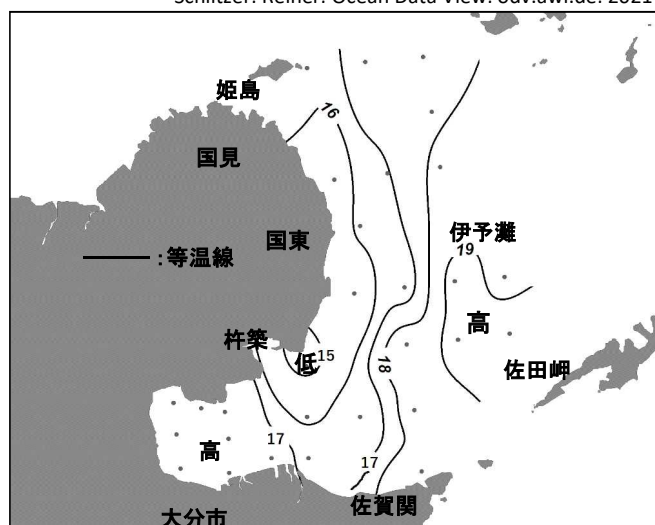 Schlitzer. Reiner. Ocean Data View. odv.awi.de. 2021
姫島
16
国見
国東
伊予灘
19
:等温線
高
杵築
低
15
18
佐田岬
高
17
17
佐賀関
大分市